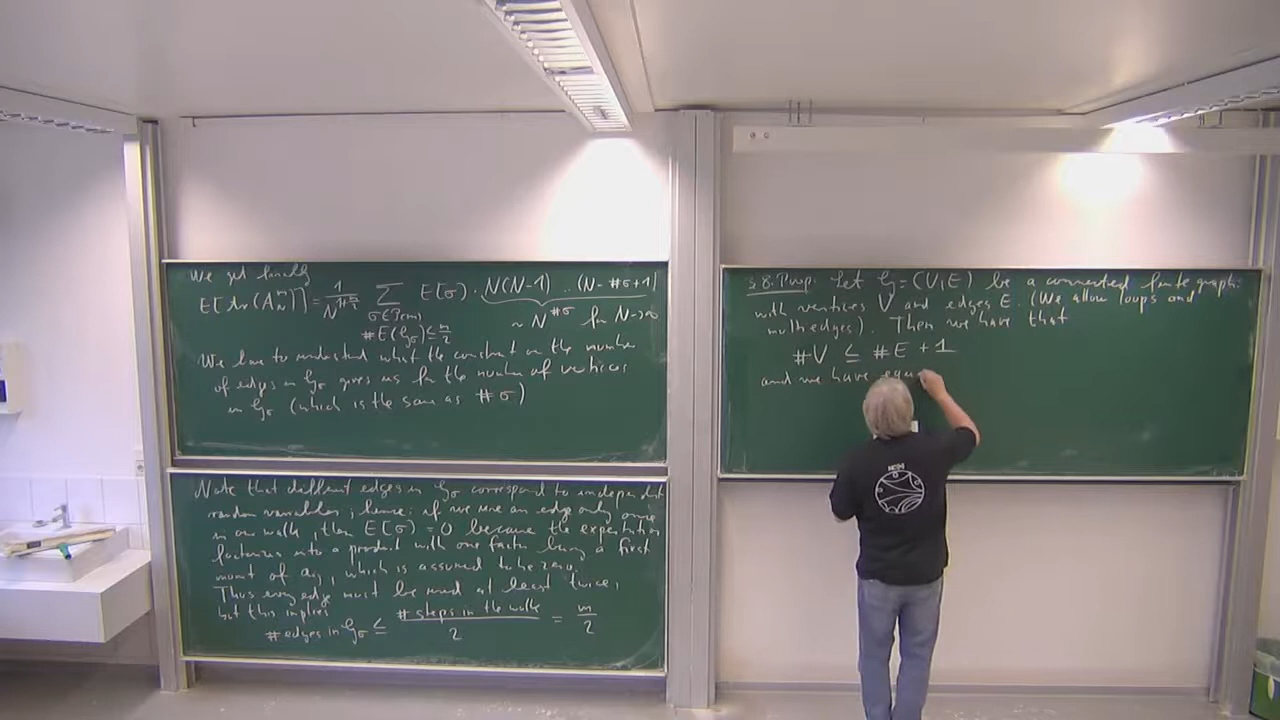 We get finally
E[tr(A_N^m)] = 1/N^{1+m/2} Σ_{σ∈P(m), #E(G_σ)≤m/2} E[σ] · N(N-1)...(N-#σ+1)
~ N^{#σ} for N→∞
We have to understand what the constraint on the number
of edges in G_σ gives us for the number of vertices
in G_σ (which is the same as #σ)
Note that different edges in G_σ correspond to independent
random variables; hence: if we use an edge only once
in our walk, then E[σ] = 0 because the expectation
factorizes into a product with one factor being a first
moment of a_ij, which is assumed to be zero.
Thus every edge must be used at least twice,
but this implies
# edges in G_σ ≤ # steps in the walk / 2 = m/2
3.8. Prop. Let G = (V,E) be a connected finite graph
with vertices V and edges E. (We allow loops and
multiedges). Then we have that
#V ≤ #E + 1
and we have equa